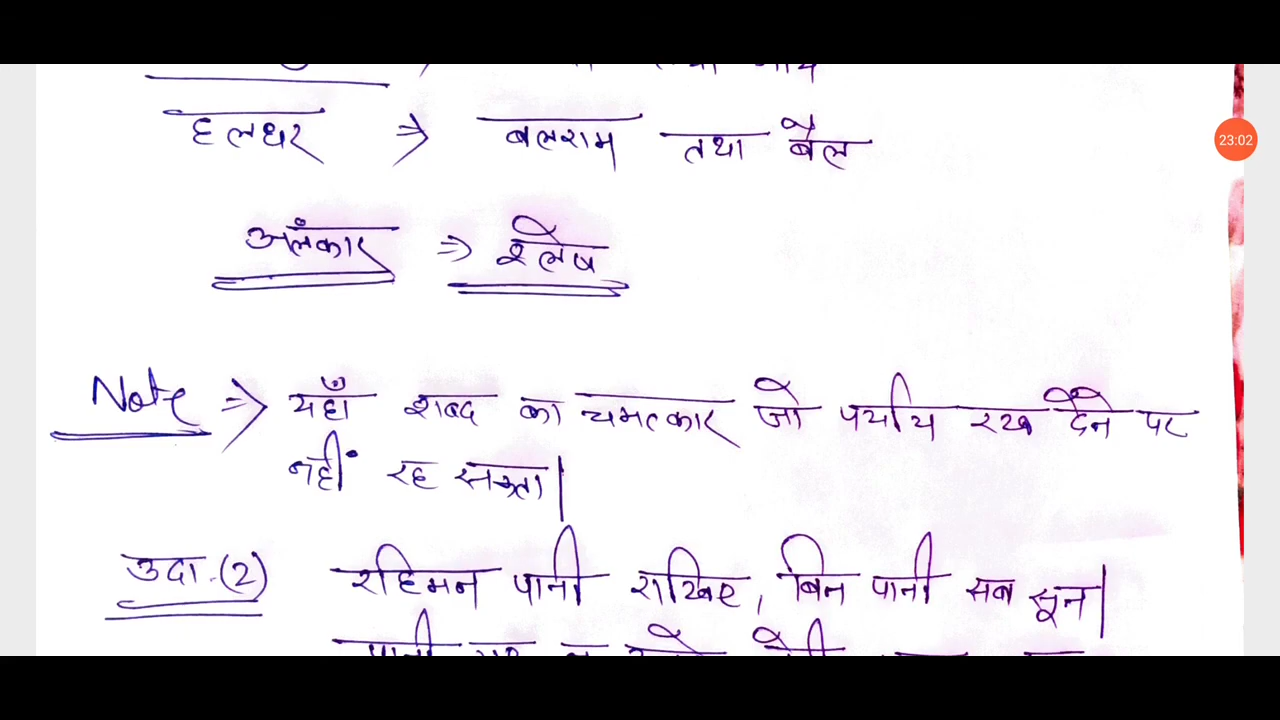 हलधर ⇒ बलराम तथा बैल
23:02
अलंकार ⇒ श्लेष
Note ⇒ यहाँ शब्द का चमत्कार जो पर्याय रख देने पर
नहीं रह सकता।
उदा.(2) रहिमन पानी राखिए, बिन पानी सब सून।